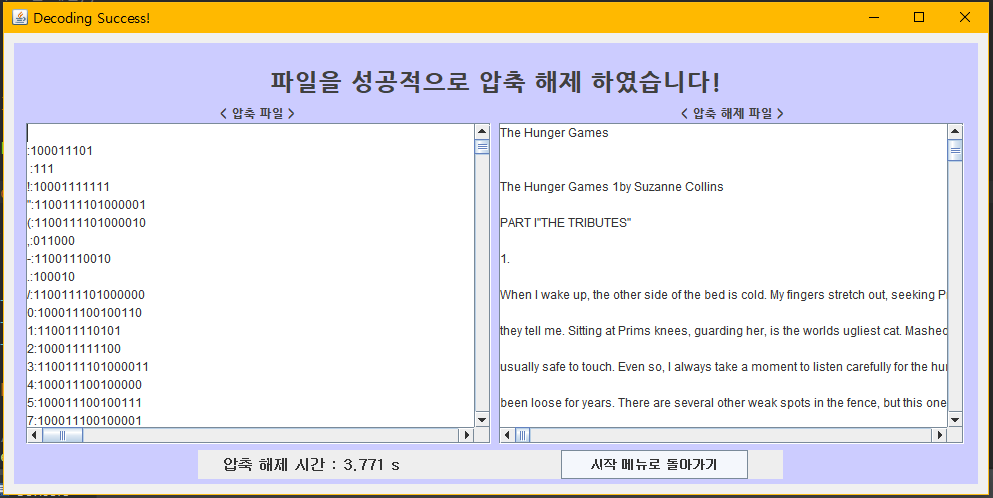 Decoding Success!
파일을 성공적으로 압축 해제 하였습니다!
< 압축 파일 >
:100011101
 :111
!:10001111111
":1100111101000001
(:1100111101000010
,:011000
-:11001110010
.:100010
/:1100111101000000
0:100011100100110
1:110011110101
2:100011111100
3:1100111101000011
4:100011100100000
5:100011100100111
7:100011100100001
< 압축 해제 파일 >
The Hunger Games
The Hunger Games 1by Suzanne Collins
PART I"THE TRIBUTES"
1.
When I wake up, the other side of the bed is cold. My fingers stretch out, seeking
they tell me. Sitting at Prims knees, guarding her, is the worlds ugliest cat.
usually safe to touch. Even so, I always take a moment to listen carefully for the
been loose for years. There are several other weak spots in the fence, but this one
압축 해제 시간 : 3.771 s
시작 메뉴로 돌아가기